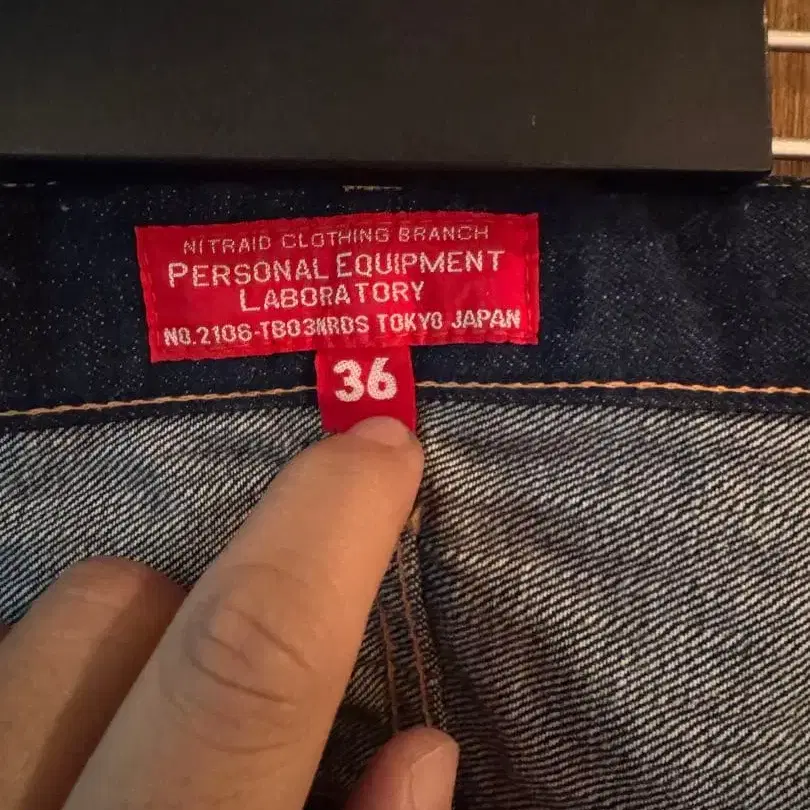 NITRAID CLOTHING BRANCH
PERSONAL EQUIPMENT
LABORATORY
NO.2106-TB03NRDS TOKYO JAPAN
36